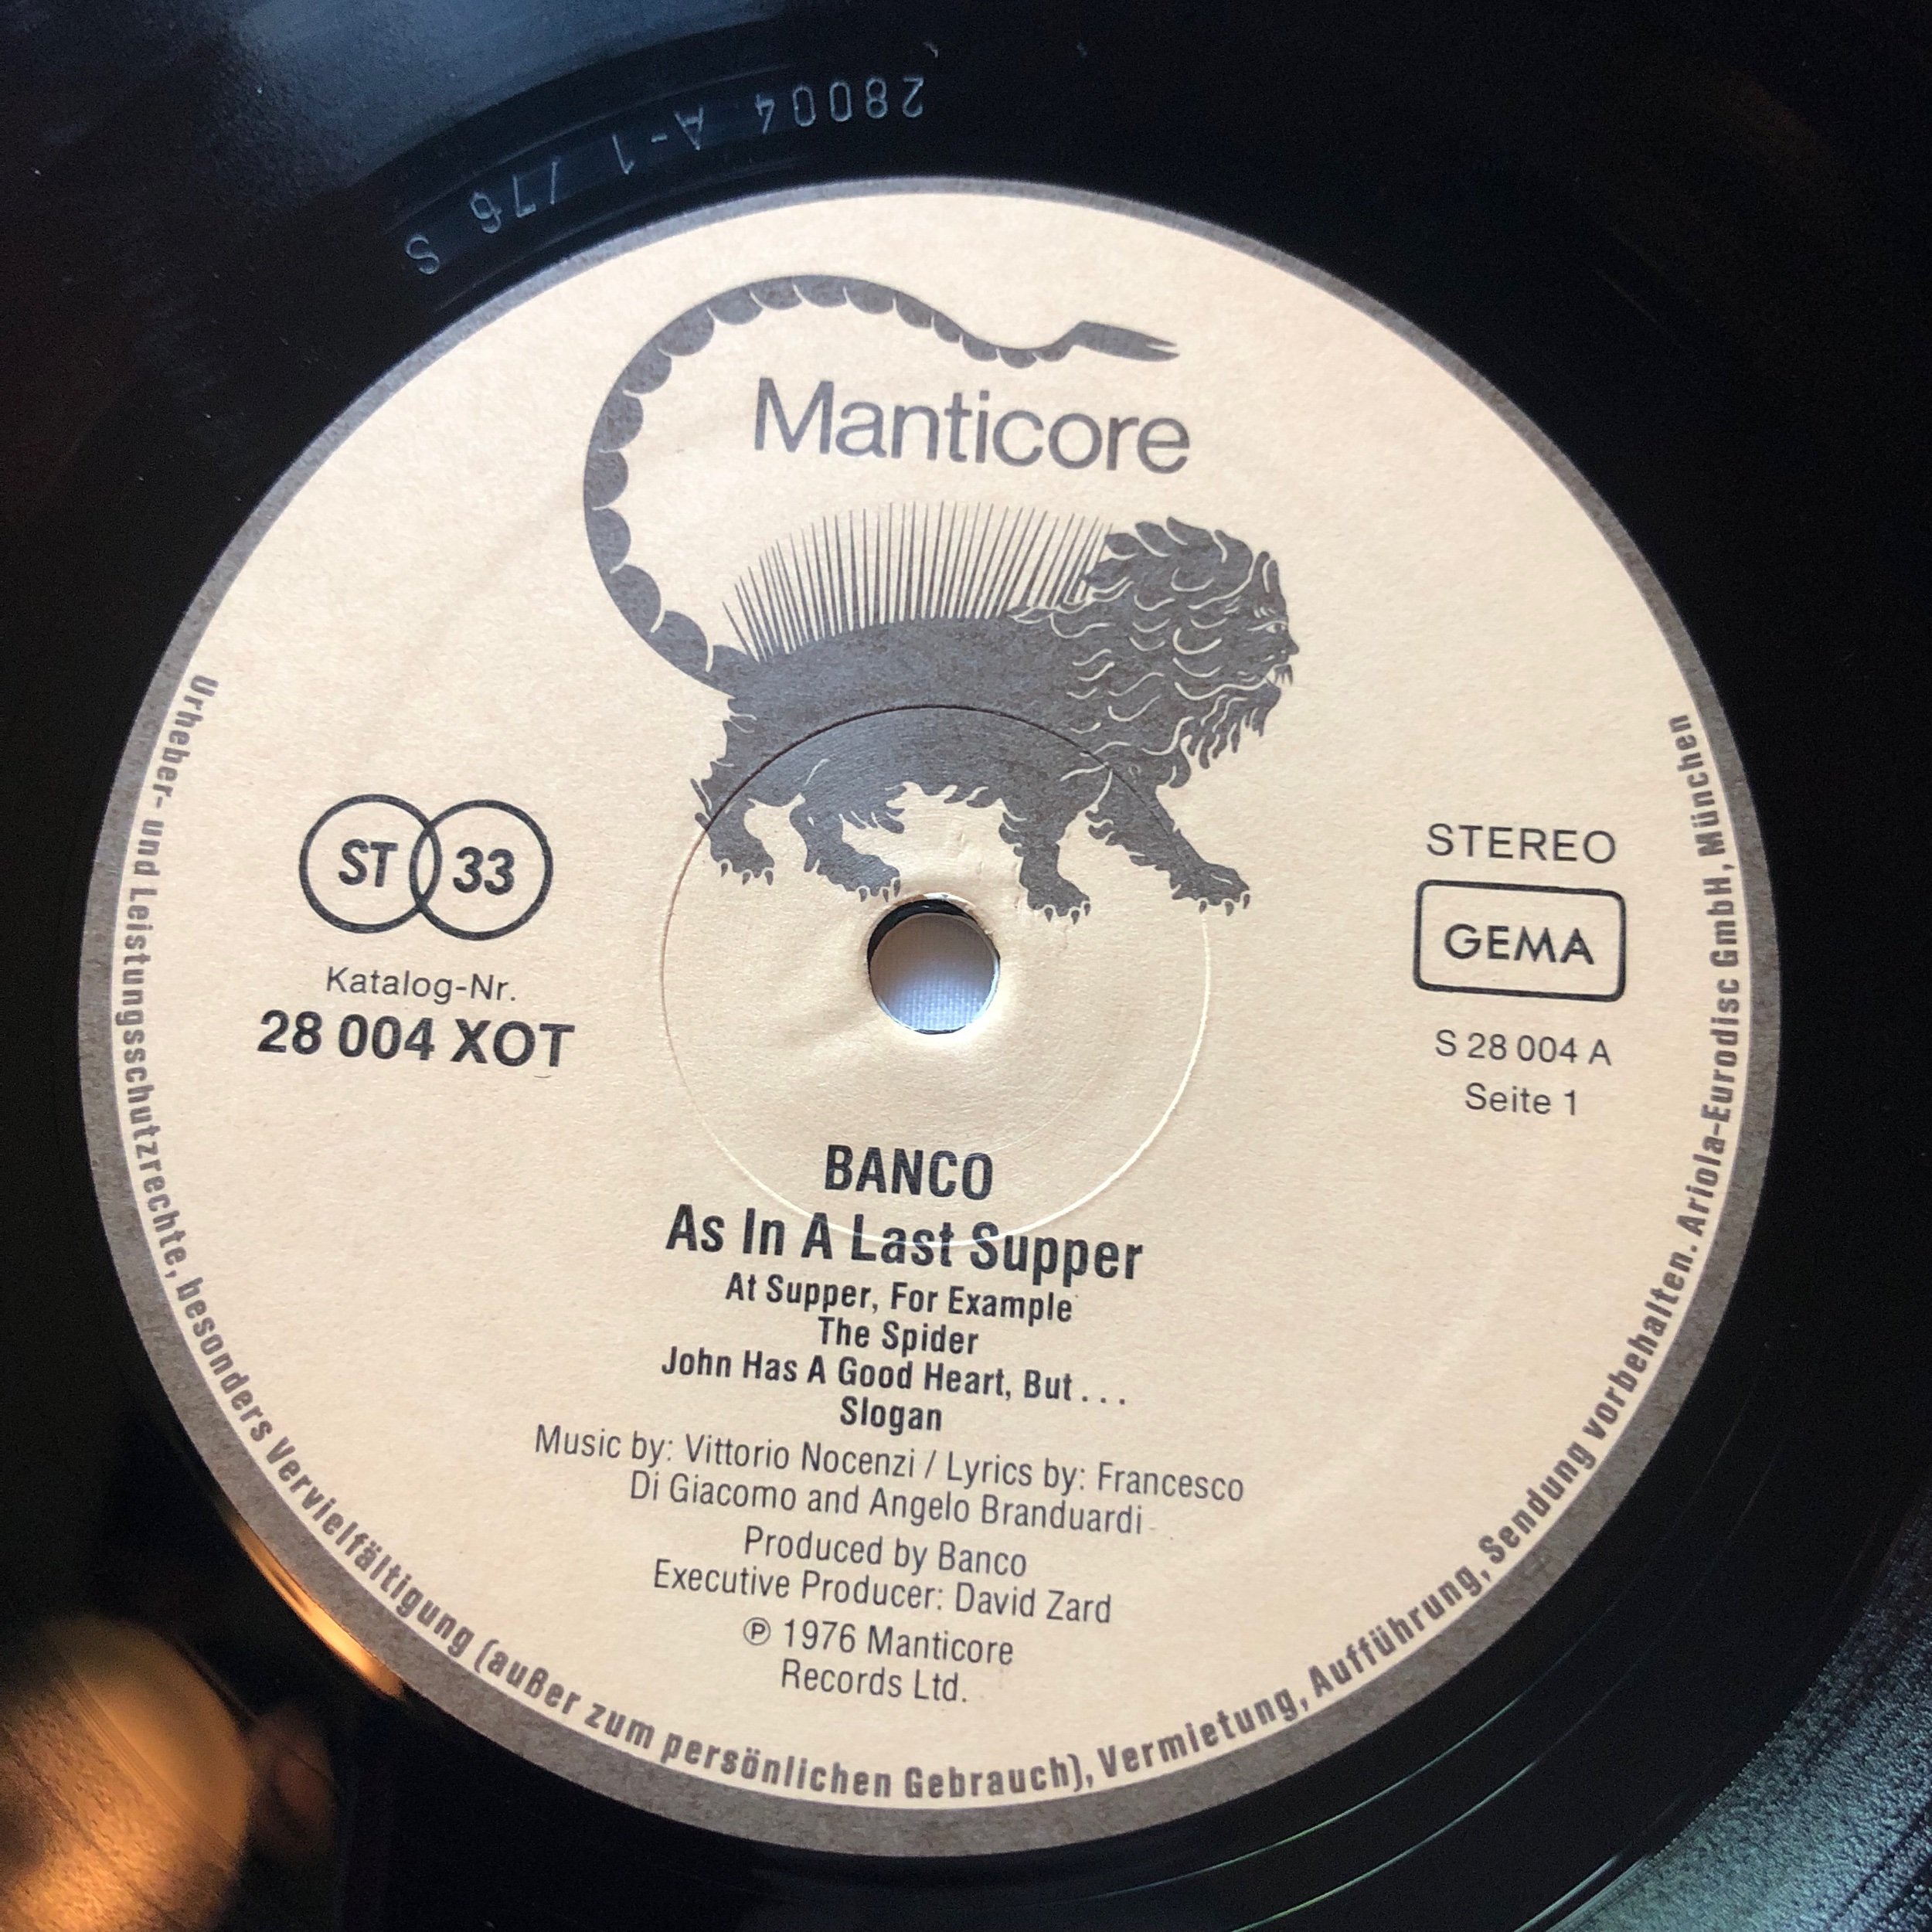 28004 A-1 /76 S
Manticore
ST 33
Katalog-Nr.
28 004 XOT
STEREO
GEMA
S 28 004 A
Seite 1
BANCO
As In A Last Supper
At Supper, For Example
The Spider
John Has A Good Heart, But . . .
Slogan
Music by: Vittorio Nocenzi / Lyrics by: Francesco
Di Giacomo and Angelo Branduardi
Produced by Banco
Executive Producer: David Zard
℗ 1976 Manticore
Records Ltd.
Urheber- und Leistungsschutzrechte, besonders Vervielfältigung (außer zum persönlichen Gebrauch), Vermietung, Aufführung, Sendung vorbehalten. Ariola-Eurodisc GmbH, München